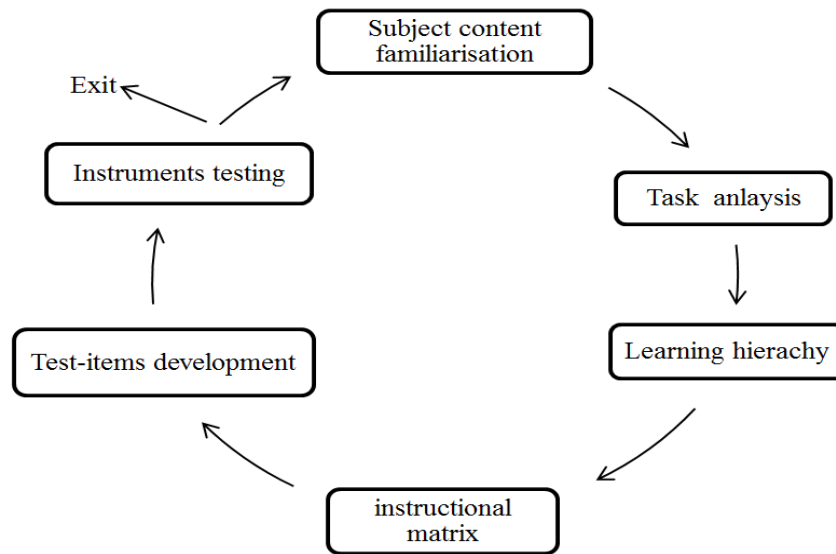 Subject content
familiarisation
Exit
Instruments testing
Task anlaysis
Test-items development
Learning hierachy
instructional
matrix